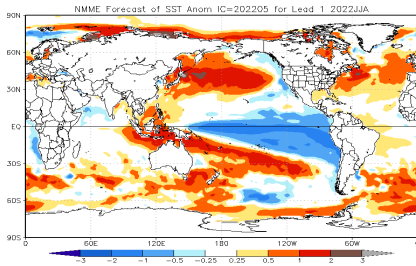 NMME Forecast of SST Anom IC=202205 for Lead 1 2022JJA
90N
60N
30N
EQ
30S
60S
90S
0 60E 120E 180 120W 60W 0
-3 -2 -1 -0.5 -0.25 0.25 0.5 1 2 3